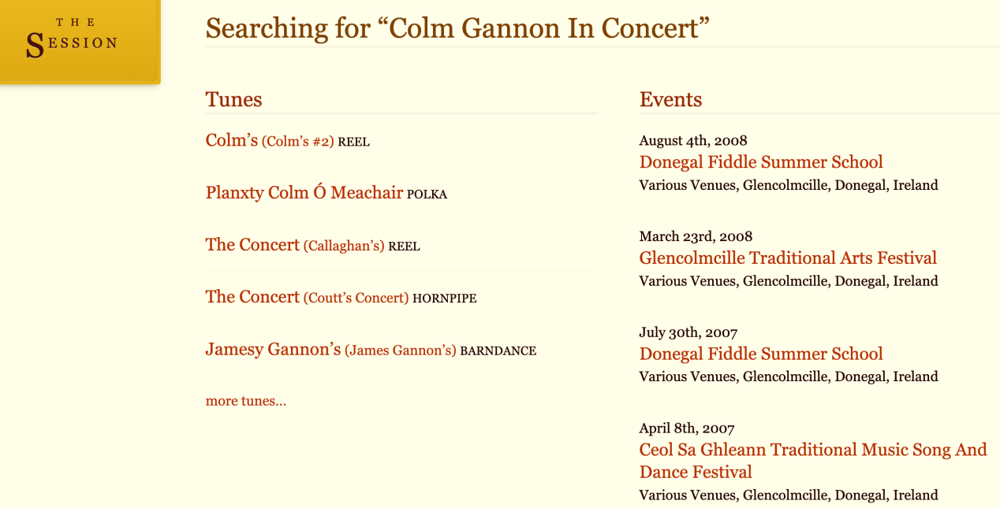 THE
SESSION
Searching for “Colm Gannon In Concert”
Tunes
Colm’s (Colm’s #2) REEL
Planxty Colm Ó Meachair POLKA
The Concert (Callaghan’s) REEL
The Concert (Coutt’s Concert) HORNPIPE
Jamesy Gannon’s (James Gannon’s) BARNDANCE
more tunes…
Events
August 4th, 2008
Donegal Fiddle Summer School
Various Venues, Glencolmcille, Donegal, Ireland
March 23rd, 2008
Glencolmcille Traditional Arts Festival
Various Venues, Glencolmcille, Donegal, Ireland
July 30th, 2007
Donegal Fiddle Summer School
Various Venues, Glencolmcille, Donegal, Ireland
April 8th, 2007
Ceol Sa Ghleann Traditional Music Song And
Dance Festival
Various Venues, Glencolmcille, Donegal, Ireland